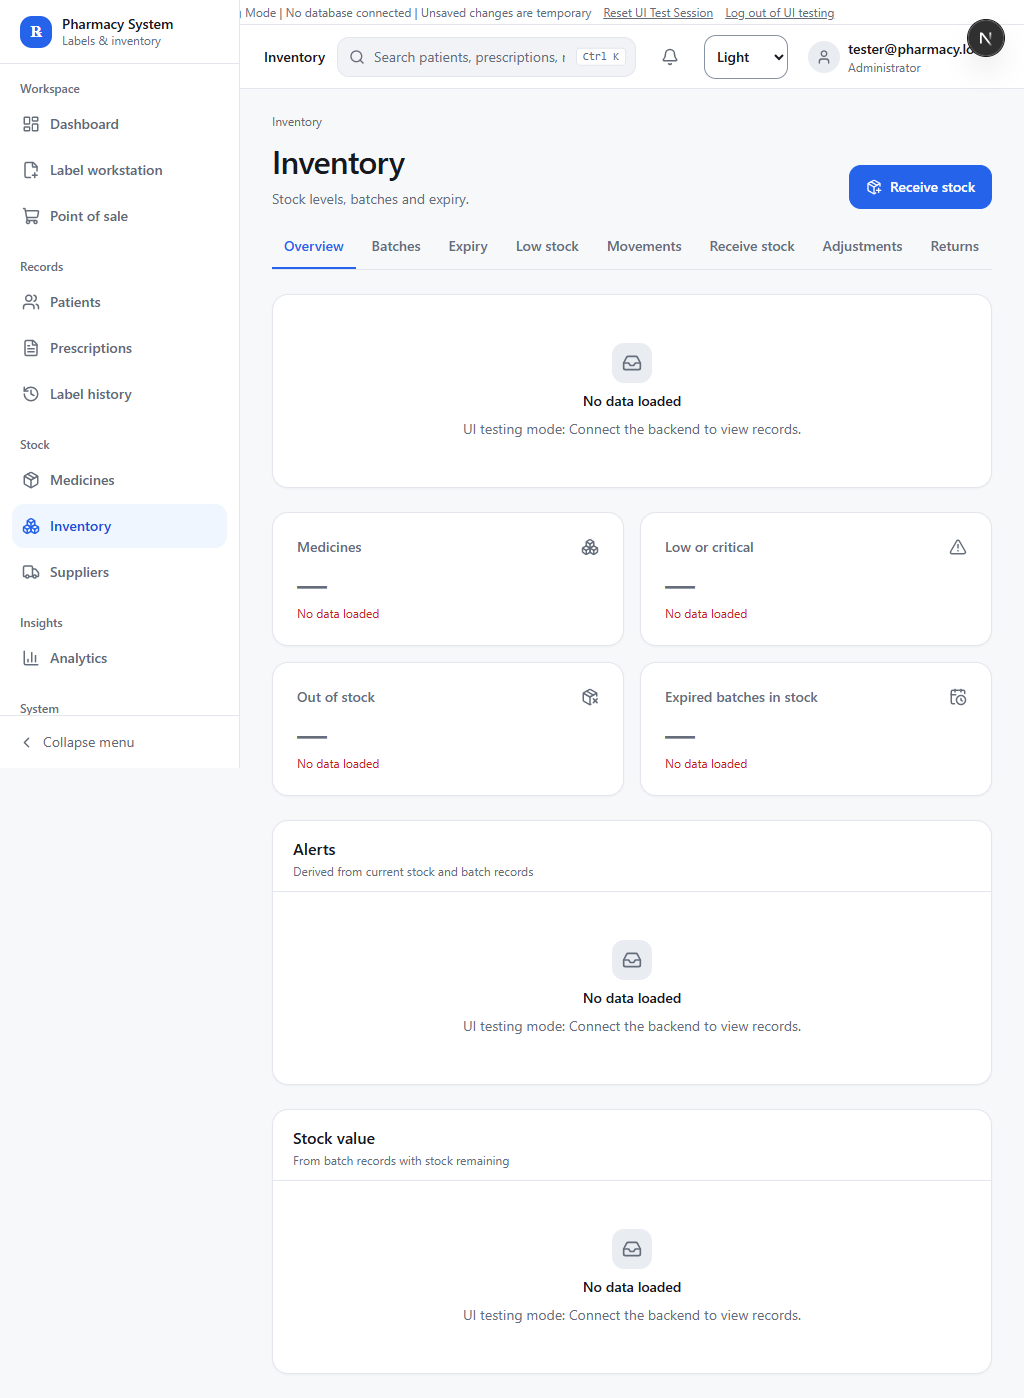 Pharmacy System
Labels & inventory
Workspace
Dashboard
Label workstation
Point of sale
Records
Patients
Prescriptions
Label history
Stock
Medicines
Inventory
Suppliers
Insights
Analytics
System
Collapse menu
Mode | No database connected | Unsaved changes are temporary Reset UI Test Session Log out of UI testing
Inventory
Search patients, prescriptions, Ctrl K
Light
tester@pharmacy.lo
Administrator
N
Inventory
Inventory
Stock levels, batches and expiry.
Receive stock
Overview Batches Expiry Low stock Movements Receive stock Adjustments Returns
No data loaded
UI testing mode: Connect the backend to view records.
Medicines
—
No data loaded
Low or critical
—
No data loaded
Out of stock
—
No data loaded
Expired batches in stock
—
No data loaded
Alerts
Derived from current stock and batch records
No data loaded
UI testing mode: Connect the backend to view records.
Stock value
From batch records with stock remaining
No data loaded
UI testing mode: Connect the backend to view records.